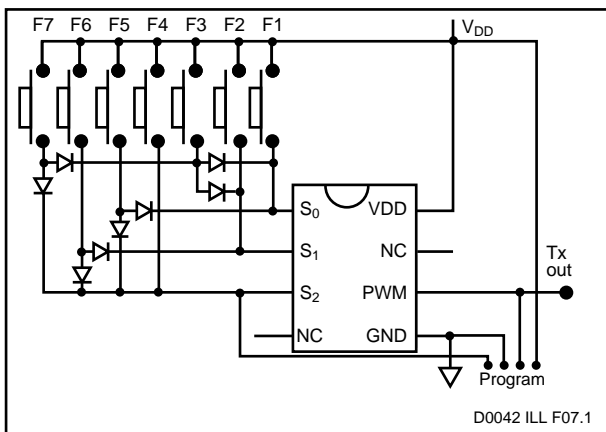 F7 F6 F5 F4 F3 F2 F1
VDD
S0 VDD
S1 NC
Tx
out
S2 PWM
NC GND
Program
D0042 ILL F07.1